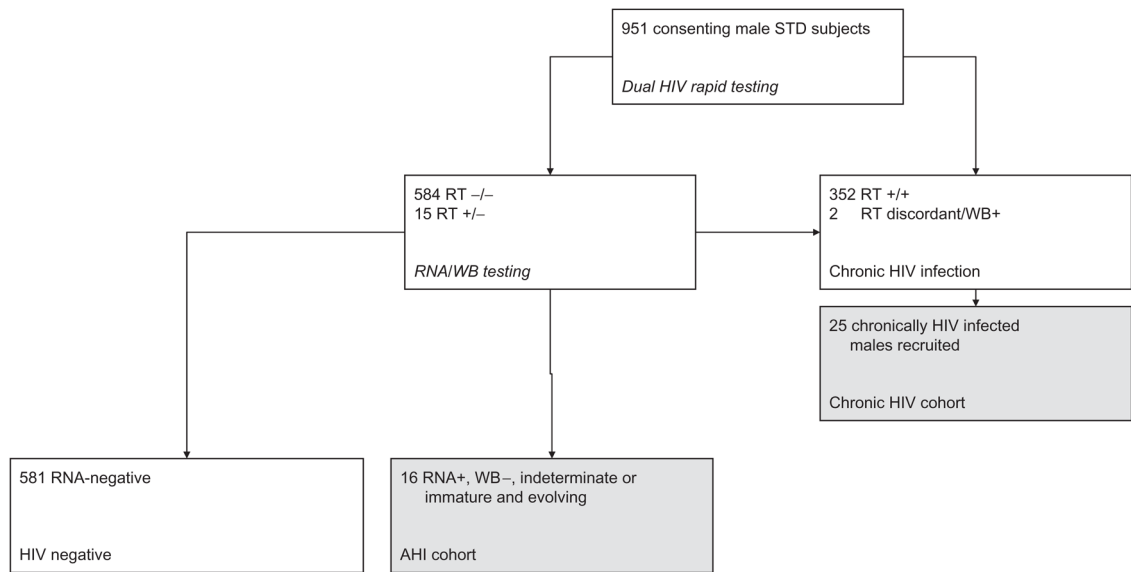 951 consenting male STD subjects
Dual HIV rapid testing
584 RT –/–
15 RT +/–
RNA/WB testing
352 RT +/+
2 RT discordant/WB+
Chronic HIV infection
25 chronically HIV infected
males recruited
Chronic HIV cohort
581 RNA-negative
HIV negative
16 RNA+, WB–, indeterminate or
immature and evolving
AHI cohort